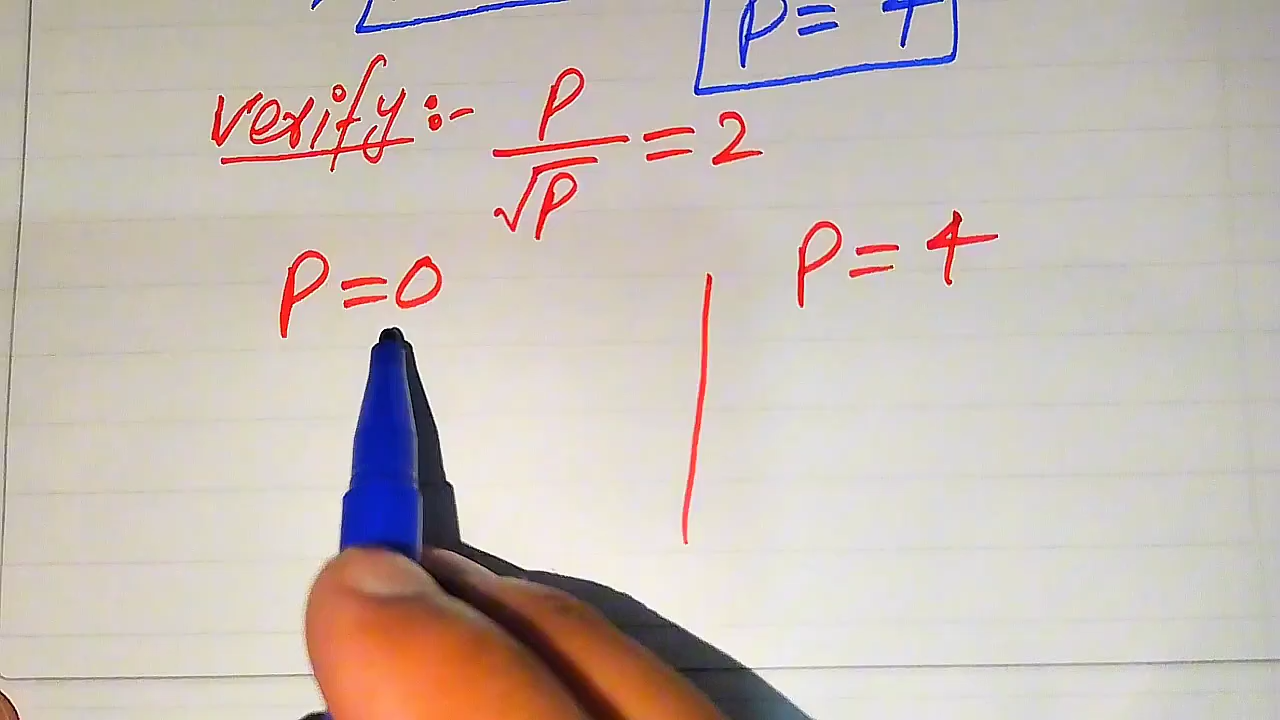 P = 4
verify :- P/√P = 2
P = 0 P = 4